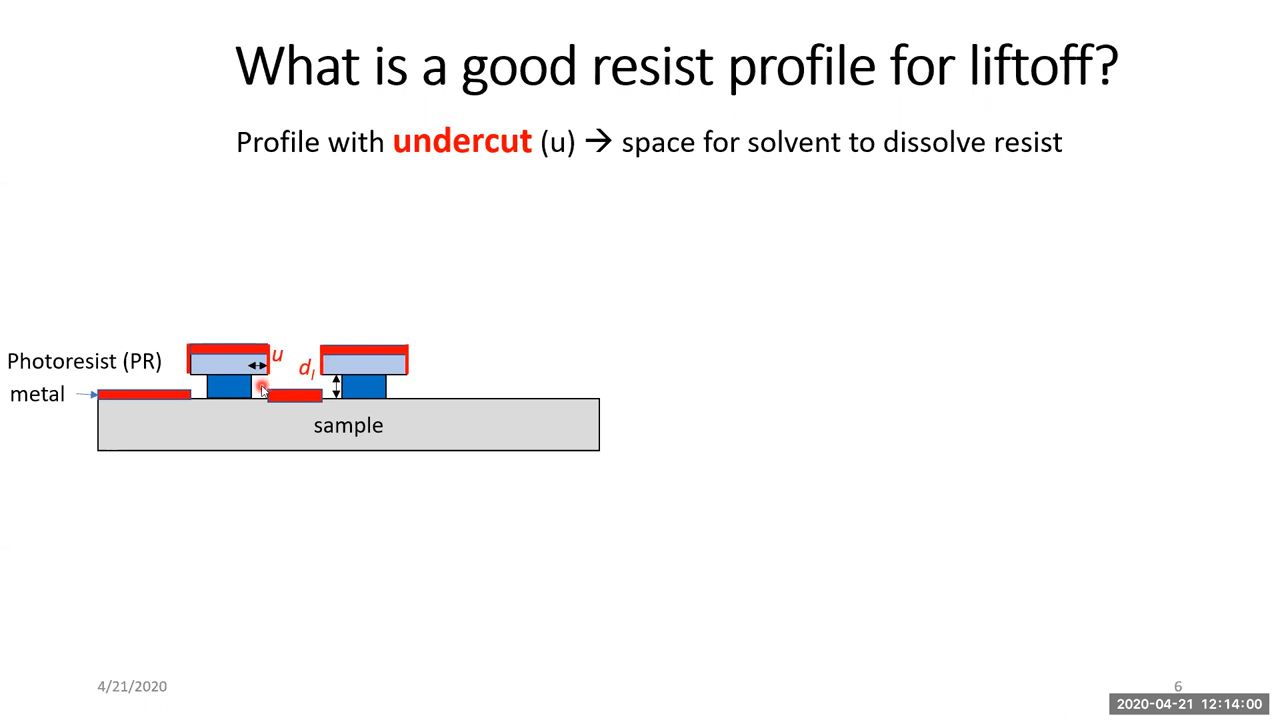 What is a good resist profile for liftoff?
Profile with undercut (u) → space for solvent to dissolve resist
Photoresist (PR)
u
dl
metal
sample
4/21/2020
6
2020-04-21 12:14:00